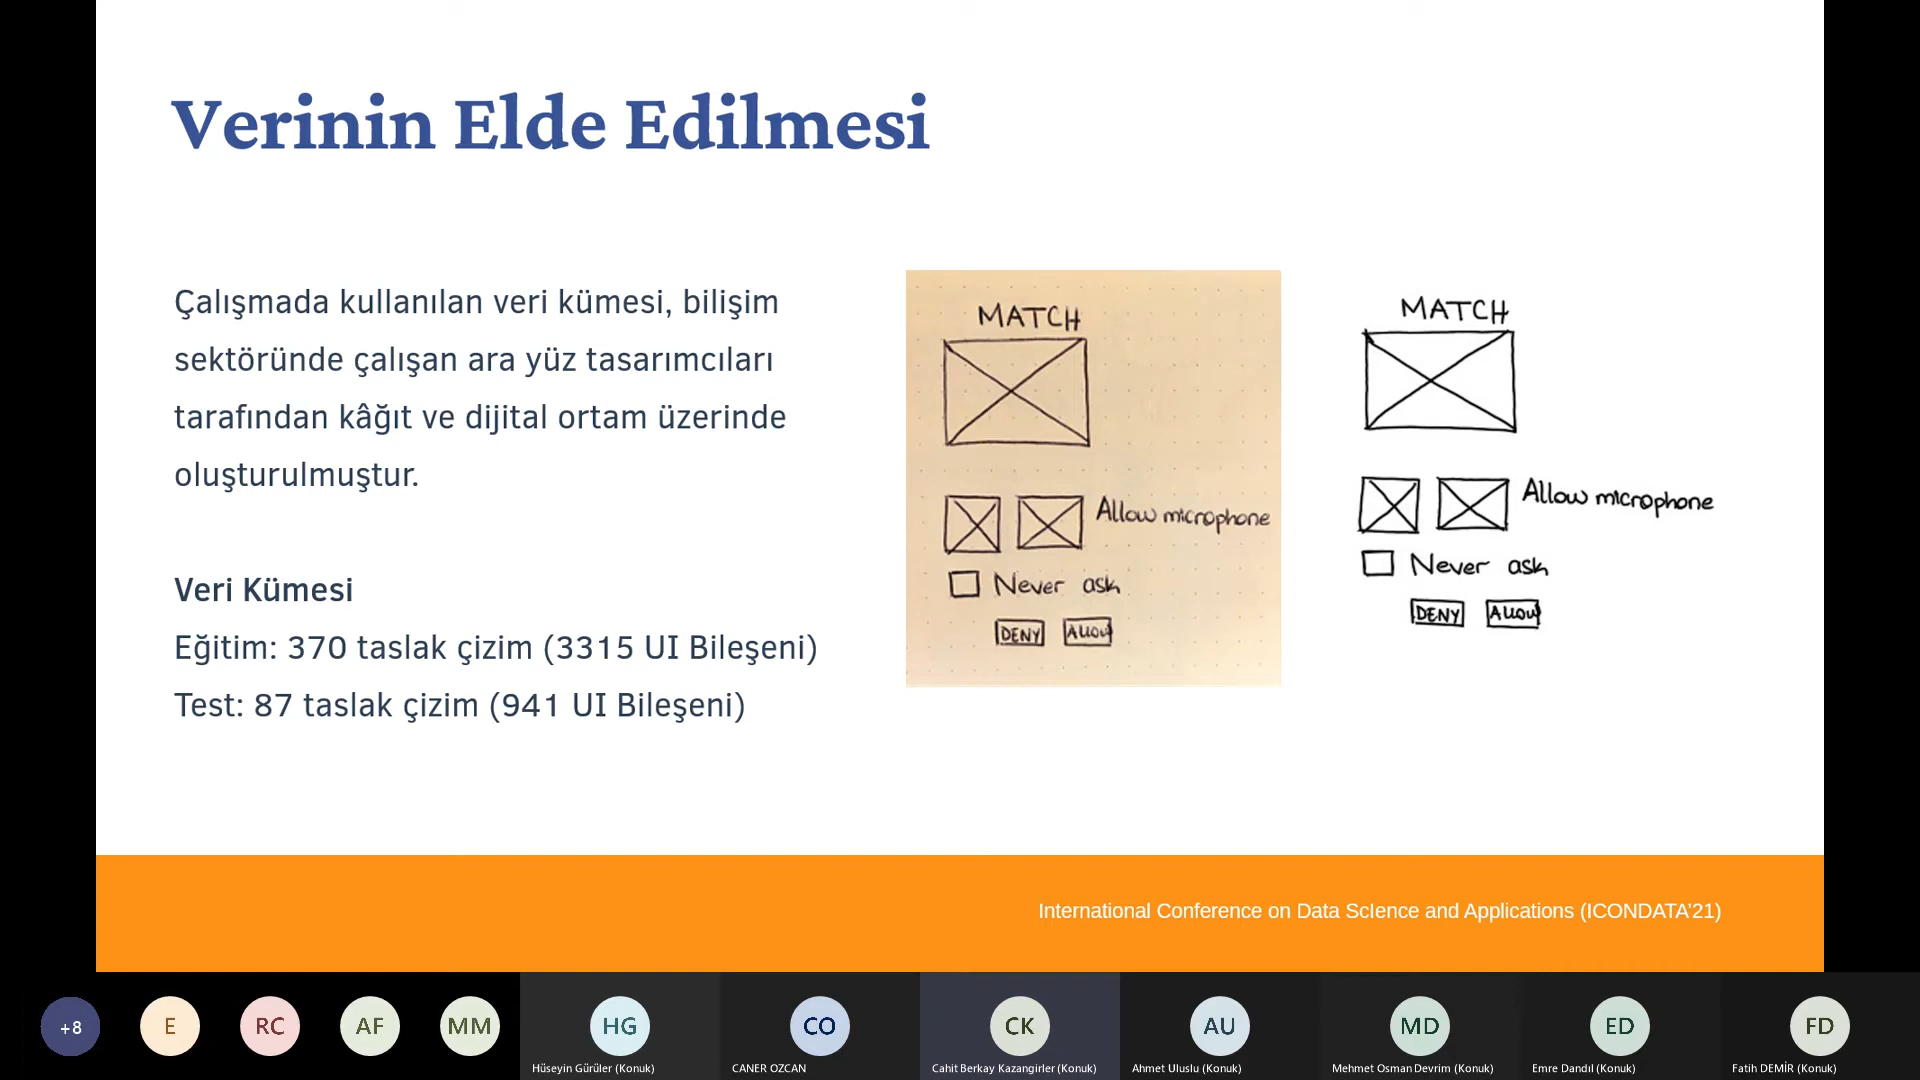 Verinin Elde Edilmesi
Çalışmada kullanılan veri kümesi, bilişim
sektöründe çalışan ara yüz tasarımcıları
tarafından kâğıt ve dijital ortam üzerinde
oluşturulmuştur.
Veri Kümesi
Eğitim: 370 taslak çizim (3315 UI Bileşeni)
Test: 87 taslak çizim (941 UI Bileşeni)
MATCH
Allow microphone
Never ask
DENY ALLOW
MATCH
Allow microphone
Never ask
DENY ALLOW
International Conference on Data ScIence and Applications (ICONDATA’21)
+8 E RC AF MM HG CO CK AU MD ED FD
Hüseyin Gürüler (Konuk) CANER OZCAN Cahit Berkay Kazangirler (Konuk) Ahmet Uluslu (Konuk) Mehmet Osman Devrim (Konuk) Emre Dandıl (Konuk) Fatih DEMİR (Konuk)